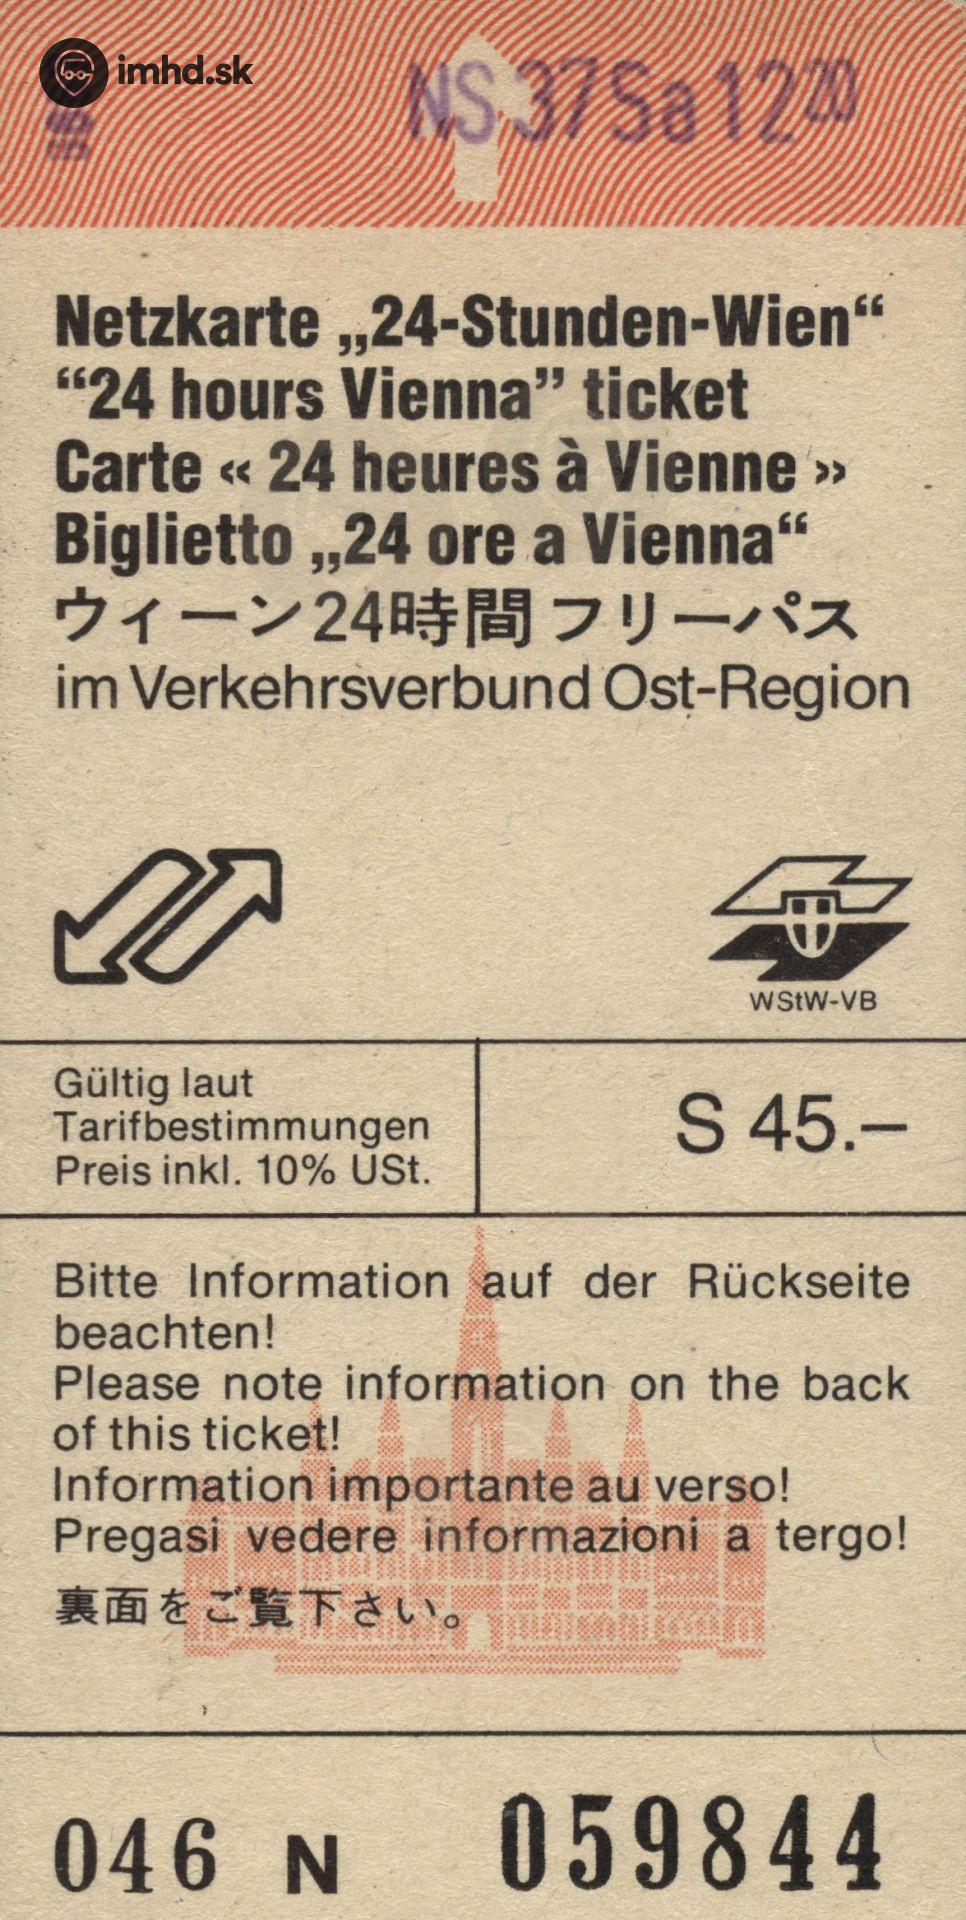 imhd.sk
NS 37Sa 12 20
Netzkarte „24-Stunden-Wien“
“24 hours Vienna” ticket
Carte « 24 heures à Vienne »
Biglietto „24 ore a Vienna“
ウィーン24時間フリーパス
im Verkehrsverbund Ost-Region
WStW-VB
Gültig laut
Tarifbestimmungen
Preis inkl. 10% USt.
S 45.–
Bitte Information auf der Rückseite
beachten!
Please note information on the back
of this ticket!
Information importante au verso!
Pregasi vedere informazioni a tergo!
裏面をご覧下さい。
046 N 059844